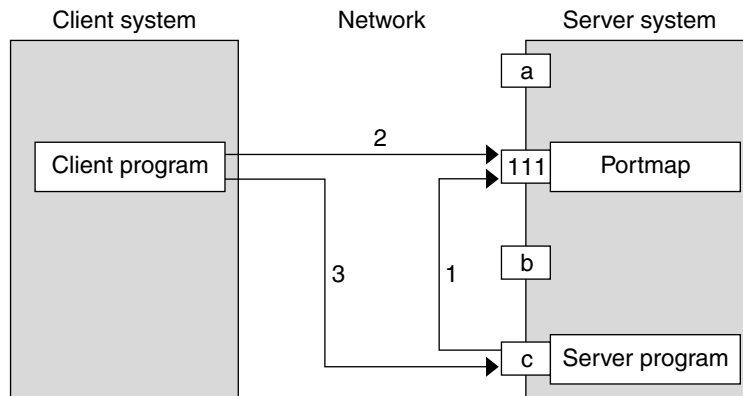 Client system
Network
Server system
a
Client program
2
111
Portmap
b
3
1
c
Server program